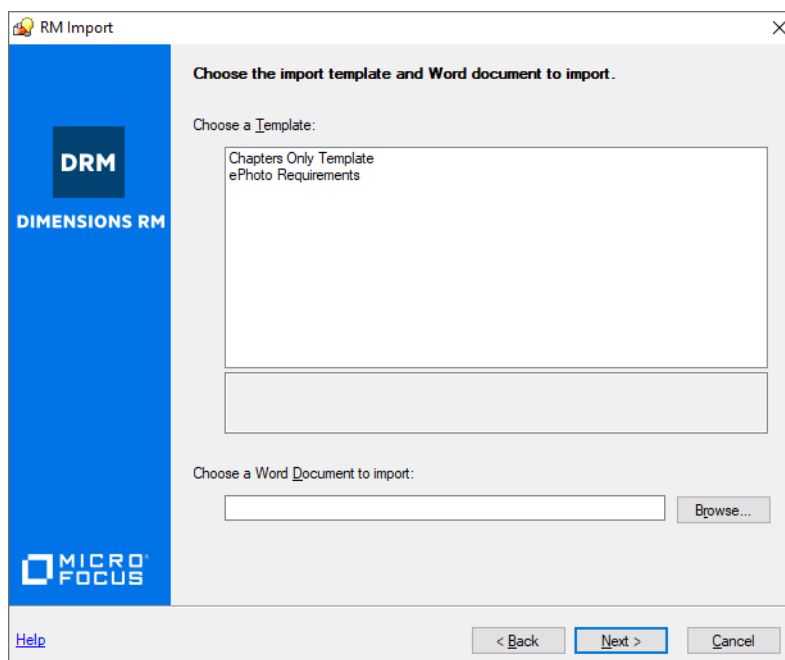 RM Import
Choose the import template and Word document to import.
Choose a Template:
Chapters Only Template
ePhoto Requirements
DRM
DIMENSIONS RM
Choose a Word Document to import:
Browse...
MICRO
FOCUS
Help
< Back
Next >
Cancel